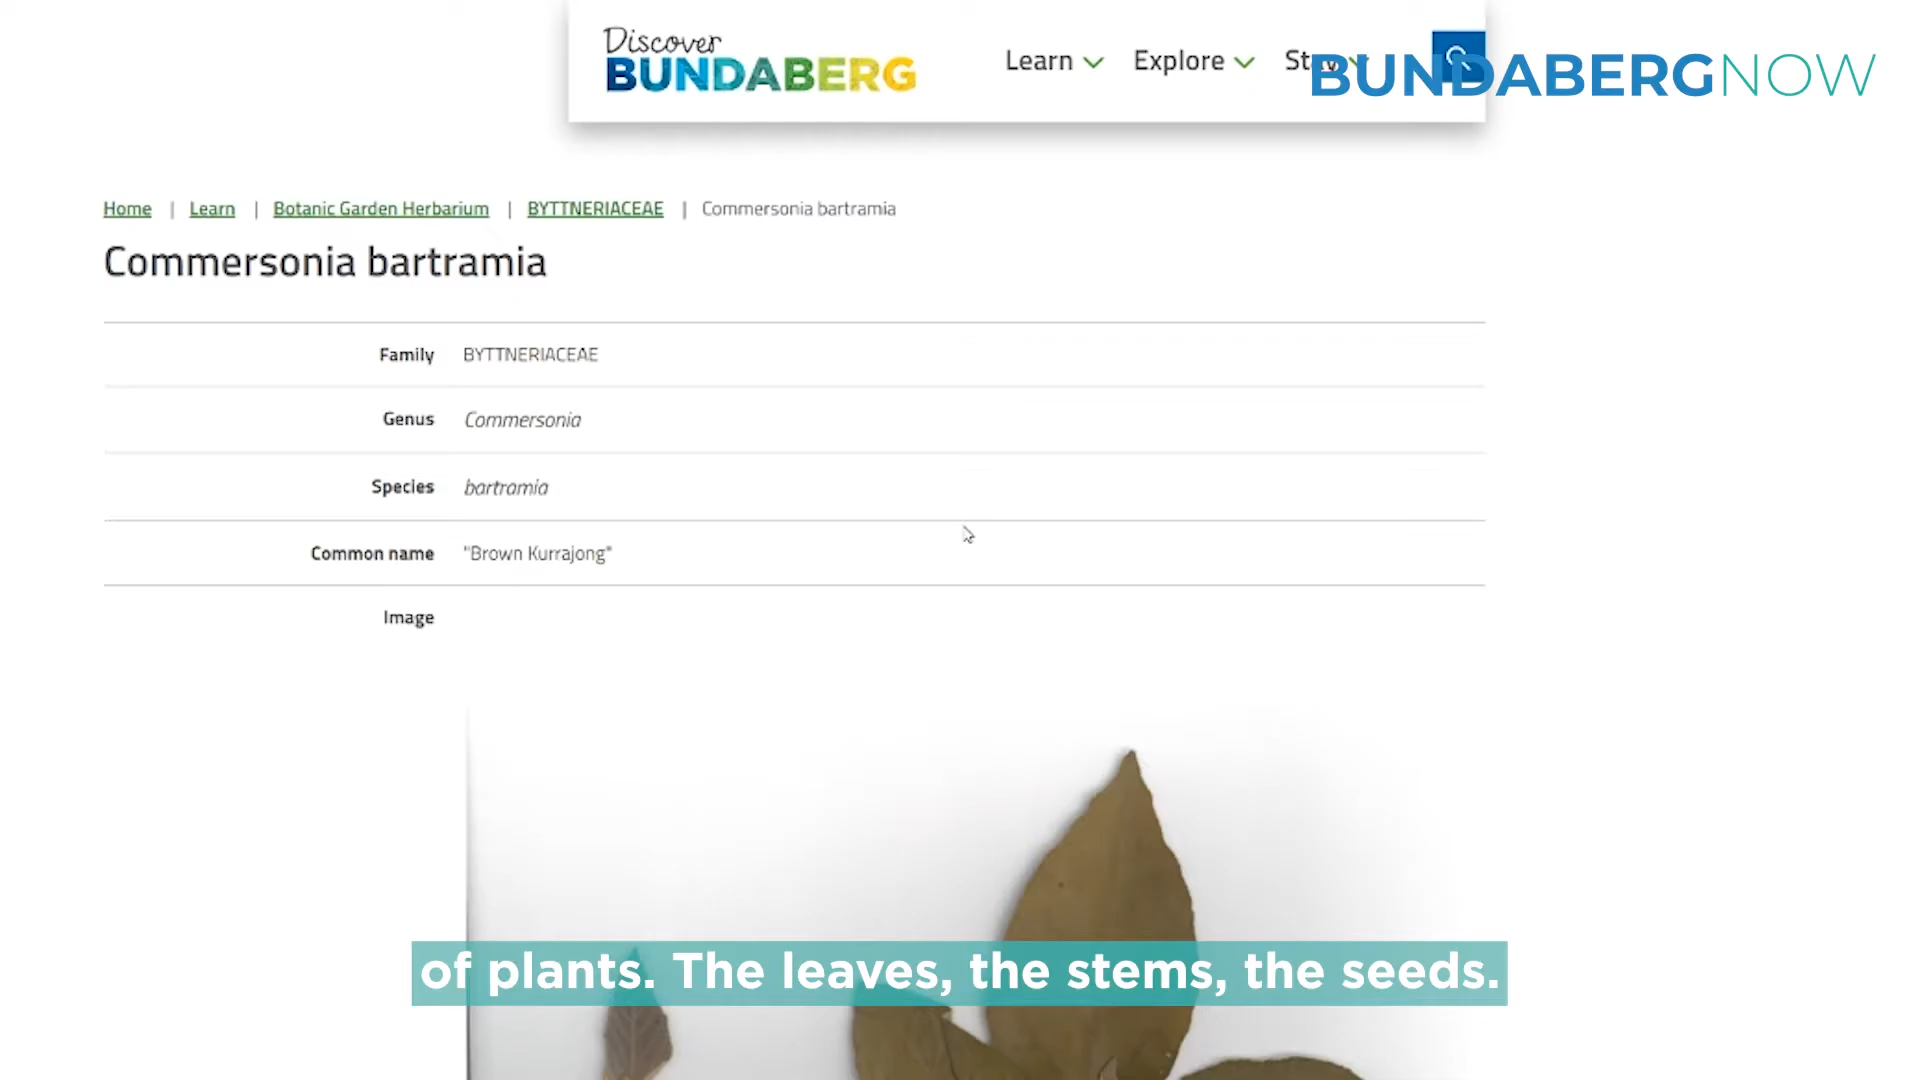 Discover
BUNDABERG
Learn
Explore
Stay
BUNDABERGNOW
Home | Learn | Botanic Garden Herbarium | BYTTNERIACEAE | Commersonia bartramia
Commersonia bartramia
Family BYTTNERIACEAE
Genus Commersonia
Species bartramia
Common name "Brown Kurrajong"
Image
of plants. The leaves, the stems, the seeds.